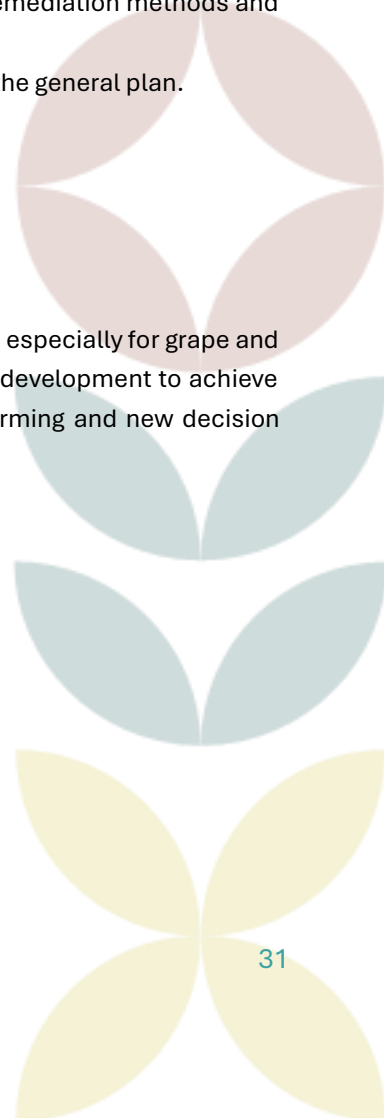 emediation methods and
he general plan.
especially for grape and
development to achieve
rming and new decision
31